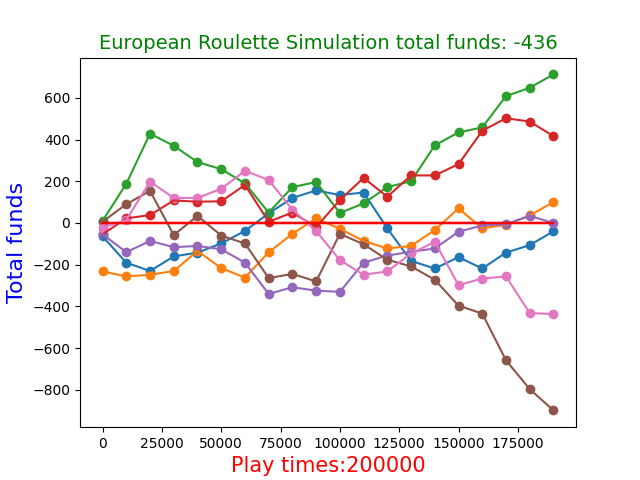 European Roulette Simulation total funds: -436
Total funds
600
400
200
0
−200
−400
−600
−800
0 25000 50000 75000 100000 125000 150000 175000
Play times:200000